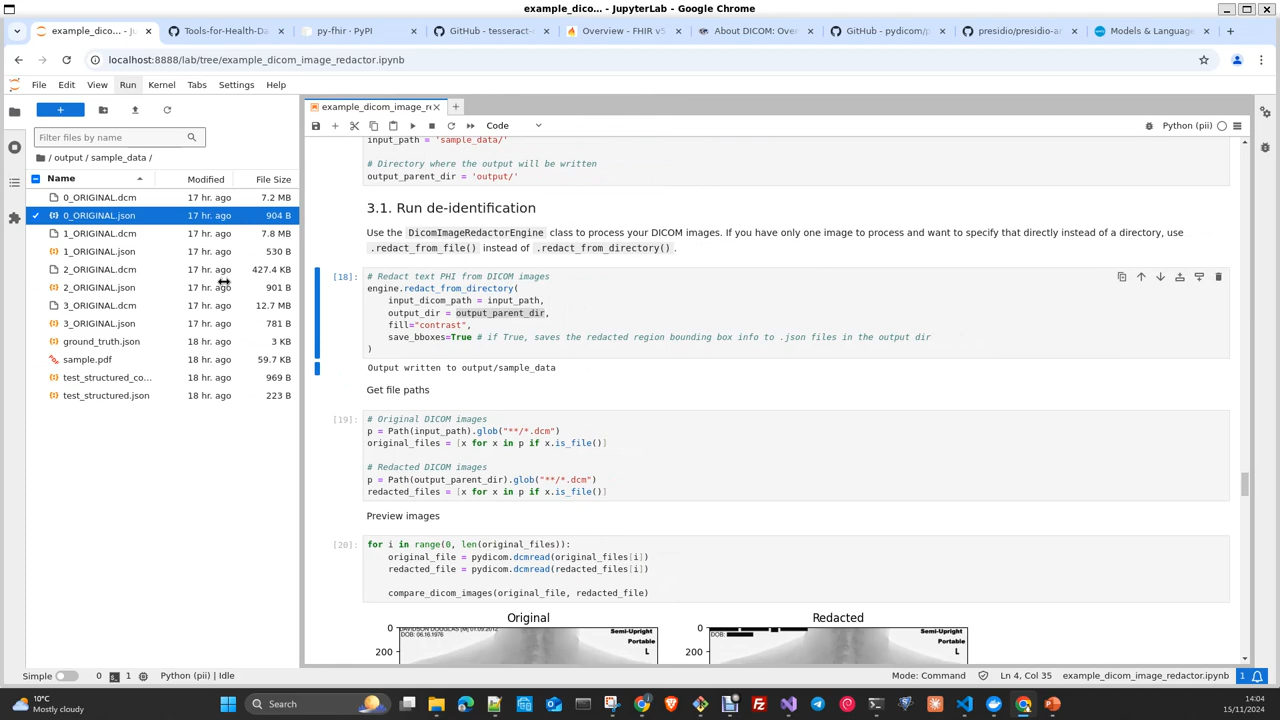 example_dico... - JupyterLab - Google Chrome
example_dico... - JupyterLab
Tools-for-Health-Da
py-fhir · PyPI
GitHub - tesseract-
Overview - FHIR v5
About DICOM: Over
GitHub - pydicom/p
presidio/presidio-a
Models & Language
localhost:8888/lab/tree/example_dicom_image_redactor.ipynb
File Edit View Run Kernel Tabs Settings Help
+
Filter files by name
/ output / sample_data /
Name Modified File Size
0_ORIGINAL.dcm 17 hr. ago 7.2 MB
0_ORIGINAL.json 17 hr. ago 904 B
1_ORIGINAL.dcm 17 hr. ago 7.8 MB
1_ORIGINAL.json 17 hr. ago 530 B
2_ORIGINAL.dcm 17 hr. ago 427.4 KB
2_ORIGINAL.json 17 hr. ago 901 B
3_ORIGINAL.dcm 17 hr. ago 12.7 MB
3_ORIGINAL.json 17 hr. ago 781 B
ground_truth.json 18 hr. ago 3 KB
sample.pdf 18 hr. ago 59.7 KB
test_structured_co... 18 hr. ago 969 B
test_structured.json 18 hr. ago 223 B
example_dicom_image_re
Code
Python (pii)
input_path = 'sample_data/'
# Directory where the output will be written
output_parent_dir = 'output/'
3.1. Run de-identification
Use the DicomImageRedactorEngine class to process your DICOM images. If you have only one image to process and want to specify that directly instead of a directory, use
.redact_from_file() instead of .redact_from_directory().
[18]:
# Redact text PHI from DICOM images
engine.redact_from_directory(
input_dicom_path = input_path,
output_dir = output_parent_dir,
fill="contrast",
save_bboxes=True # if True, saves the redacted region bounding box info to .json files in the output dir
)
Output written to output/sample_data
Get file paths
[19]:
# Original DICOM images
p = Path(input_path).glob("**/*.dcm")
original_files = [x for x in p if x.is_file()]
# Redacted DICOM images
p = Path(output_parent_dir).glob("**/*.dcm")
redacted_files = [x for x in p if x.is_file()]
Preview images
[20]:
for i in range(0, len(original_files)):
original_file = pydicom.dcmread(original_files[i])
redacted_file = pydicom.dcmread(redacted_files[i])
compare_dicom_images(original_file, redacted_file)
Original Redacted
0
DOB: 06.16.1976
Semi-Upright
Portable
L
200
0
DOB:
Semi-Upright
Portable
L
200
Simple 0 1 Python (pii) | Idle
Mode: Command Ln 4, Col 35 example_dicom_image_redactor.ipynb 1
10°C
Mostly cloudy
Search
14:04
15/11/2024